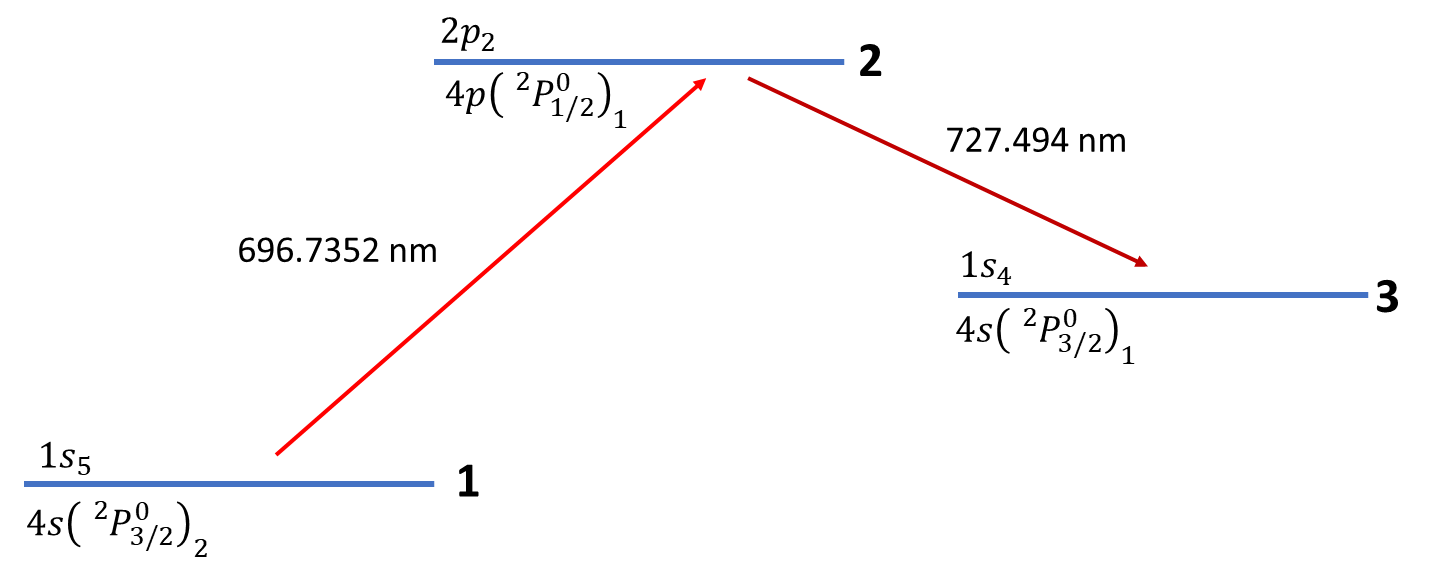 2p₂
2
4p( ²P⁰₁/₂)₁
727.494 nm
696.7352 nm
1s₄
3
4s( ²P⁰₃/₂)₁
1s₅
1
4s( ²P⁰₃/₂)₂